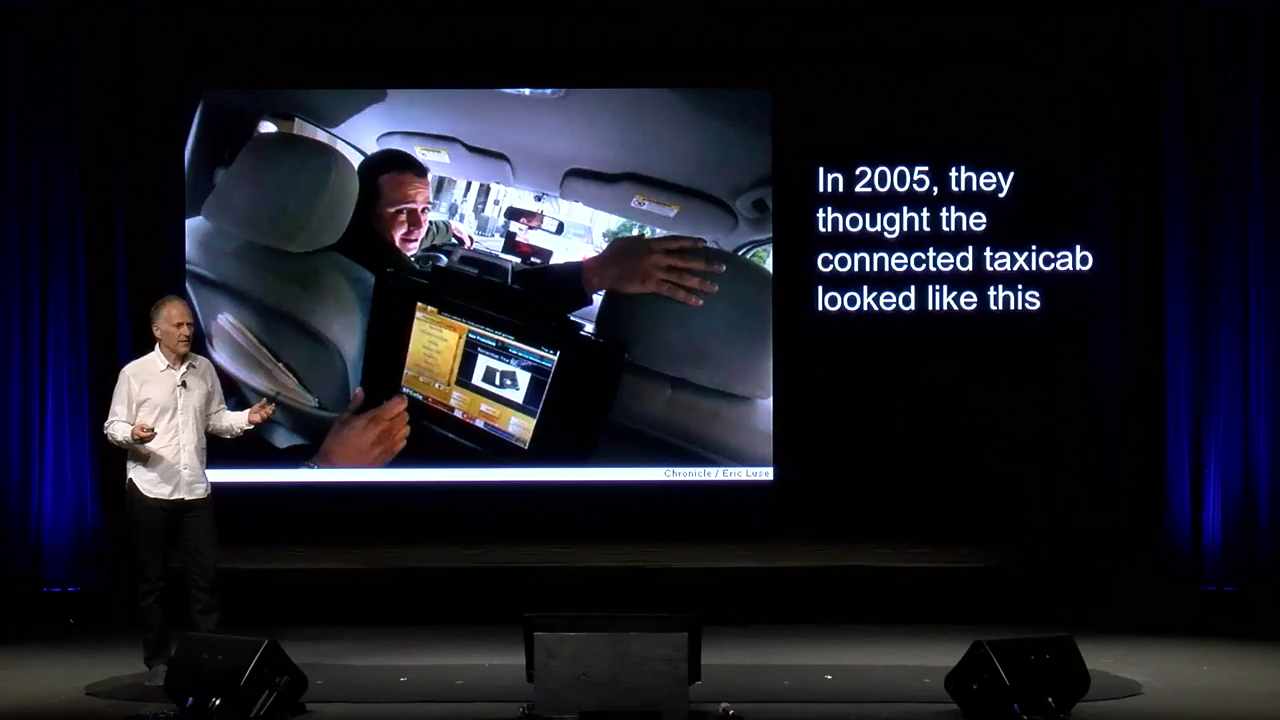 In 2005, they
thought the
connected taxicab
looked like this
Chronicle / Eric Luse